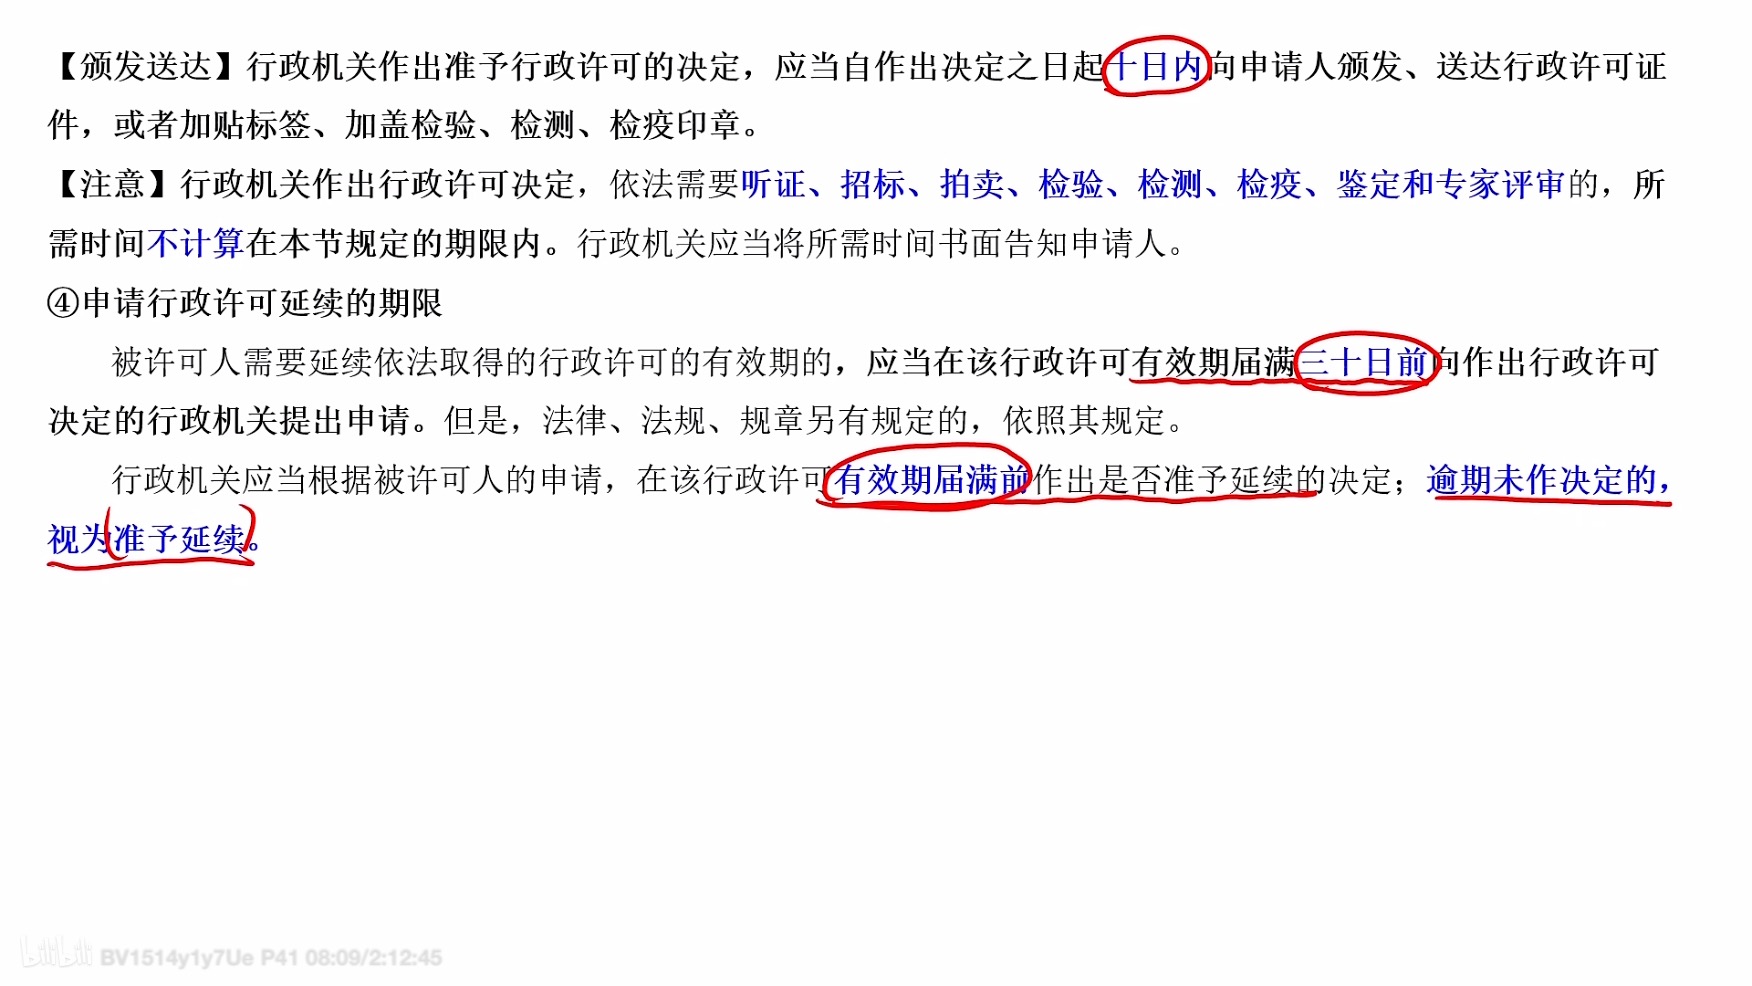 【颁发送达】行政机关作出准予行政许可的决定，应当自作出决定之日起十日内向申请人颁发、送达行政许可证
件，或者加贴标签、加盖检验、检测、检疫印章。
【注意】行政机关作出行政许可决定，依法需要听证、招标、拍卖、检验、检测、检疫、鉴定和专家评审的，所
需时间不计算在本节规定的期限内。行政机关应当将所需时间书面告知申请人。
④申请行政许可延续的期限
被许可人需要延续依法取得的行政许可的有效期的，应当在该行政许可有效期届满三十日前向作出行政许可
决定的行政机关提出申请。但是，法律、法规、规章另有规定的，依照其规定。
行政机关应当根据被许可人的申请，在该行政许可有效期届满前作出是否准予延续的决定；逾期未作决定的，
视为准予延续。
bilibili BV1514y1y7Ue P41 08:09/2:12:45